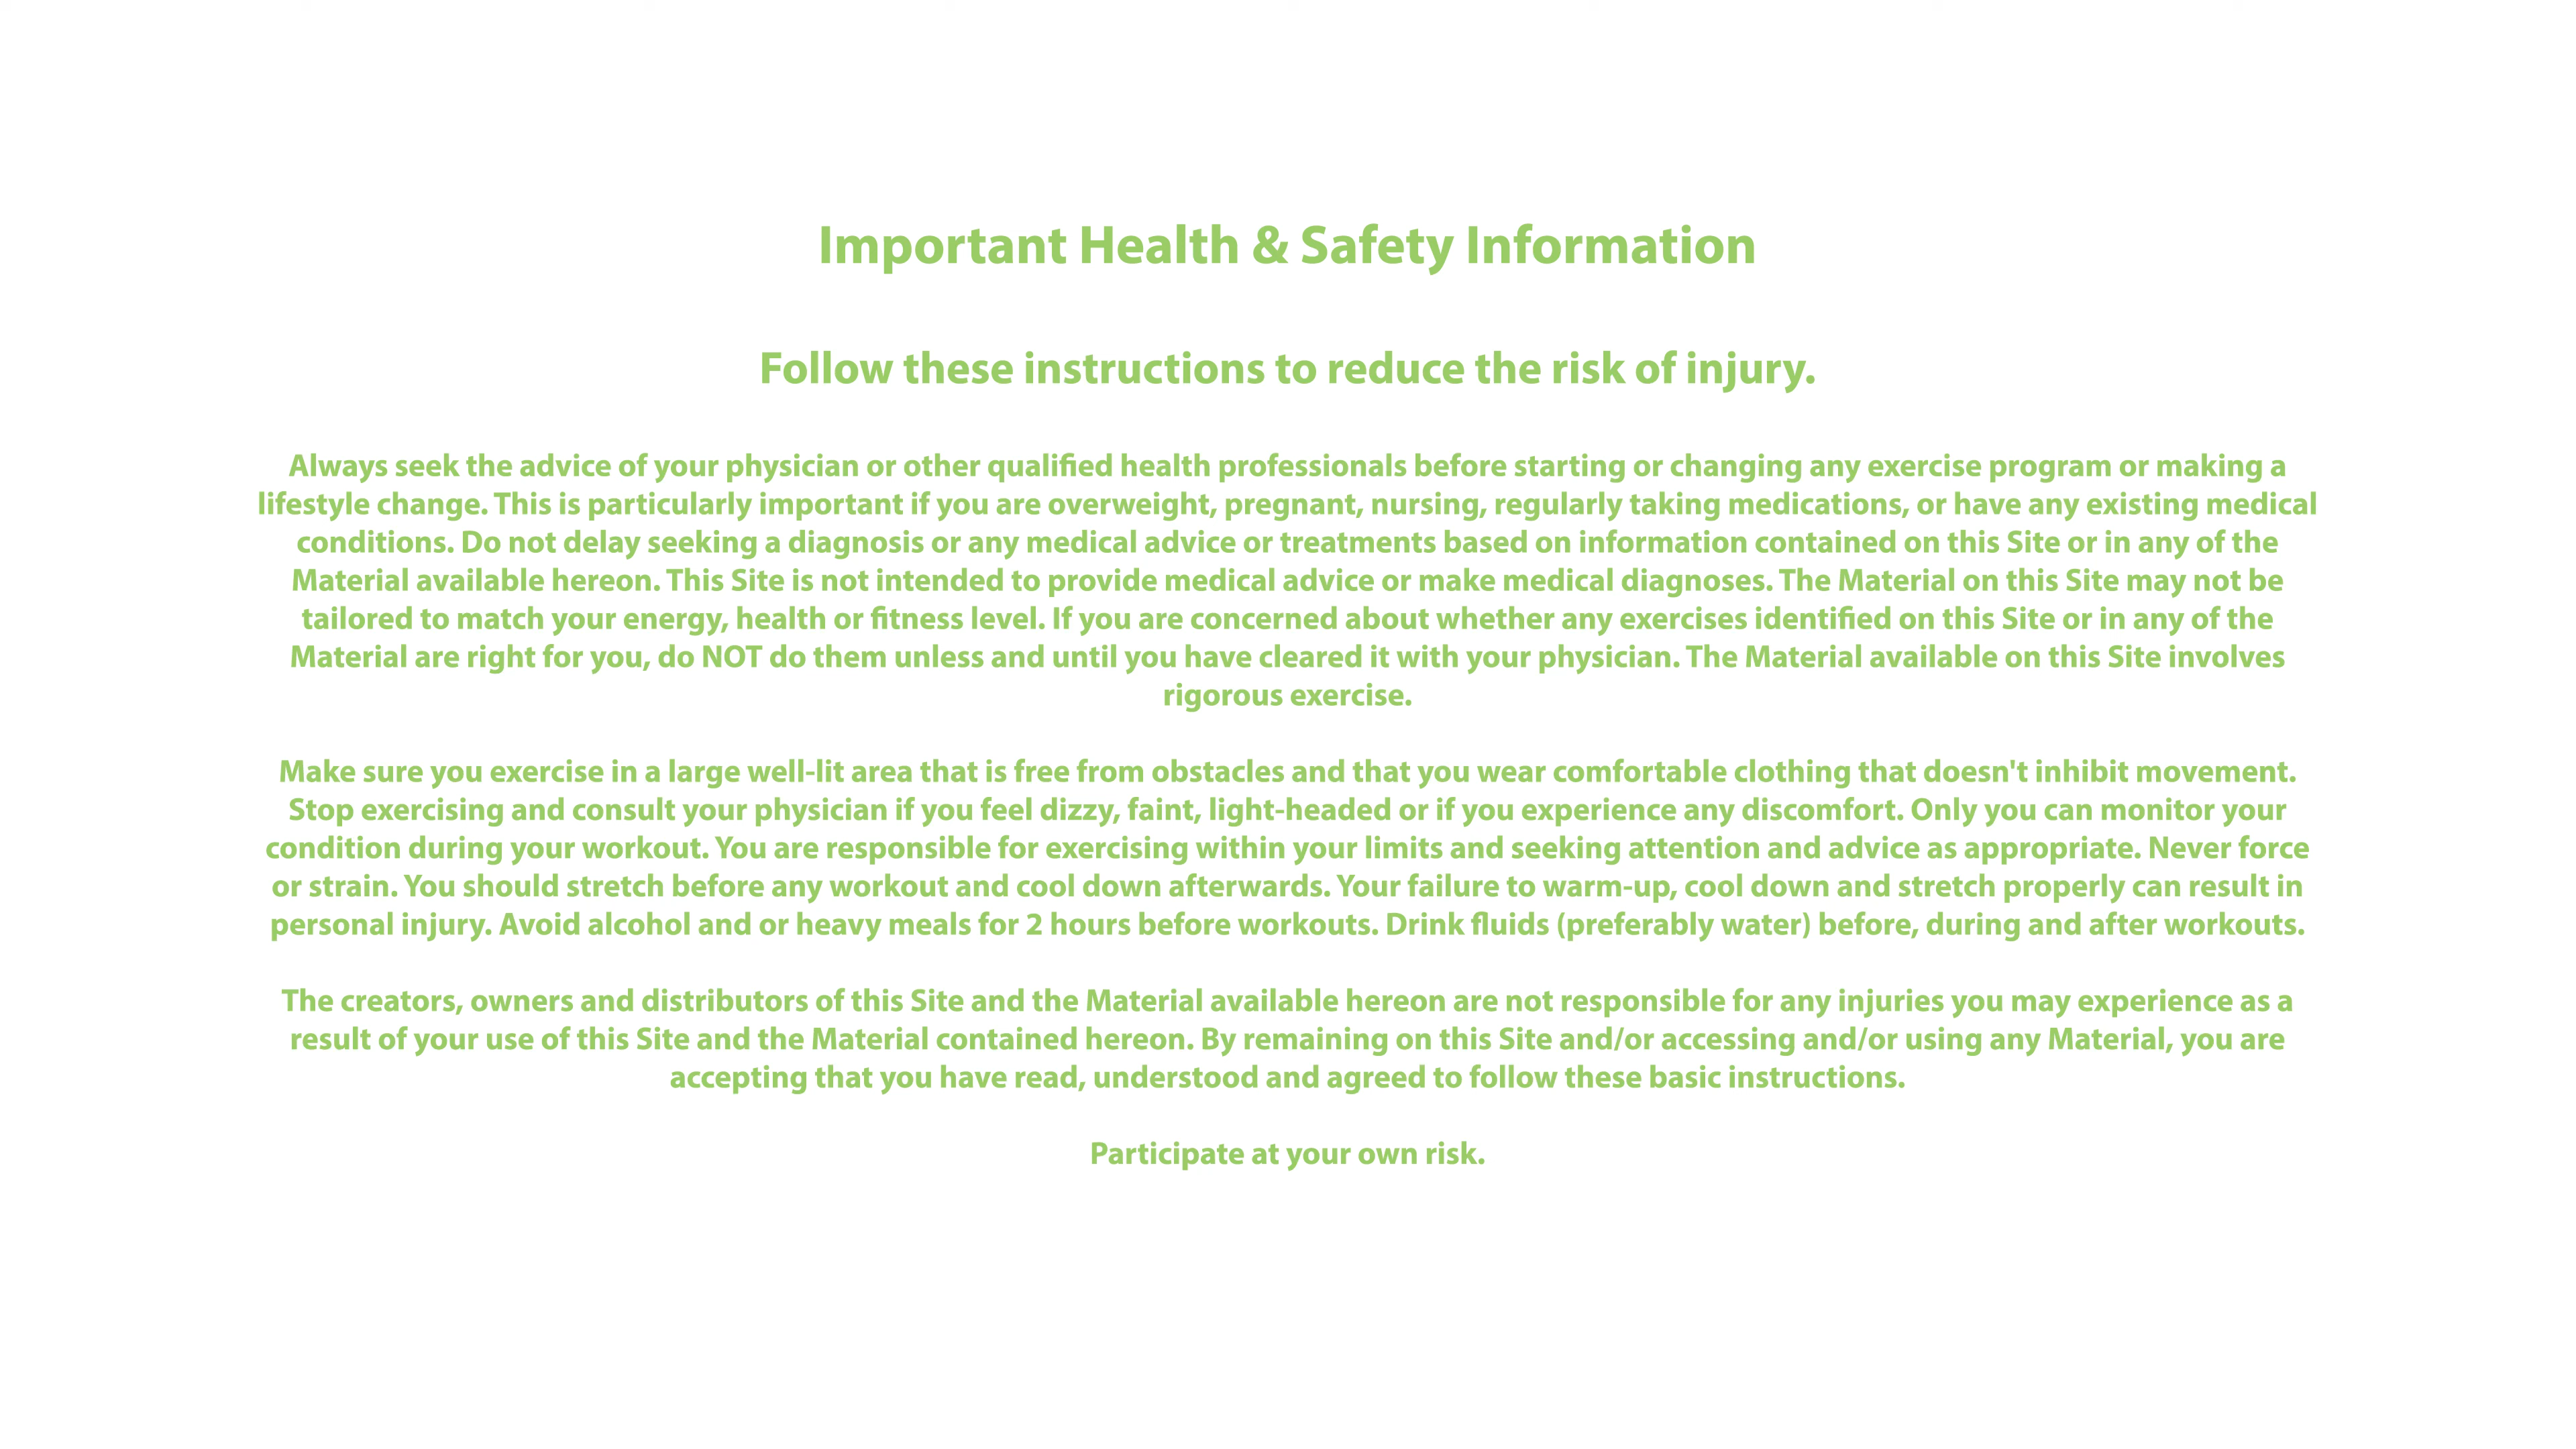 Important Health & Safety Information
Follow these instructions to reduce the risk of injury.
Always seek the advice of your physician or other qualified health professionals before starting or changing any exercise program or making a
lifestyle change. This is particularly important if you are overweight, pregnant, nursing, regularly taking medications, or have any existing medical
conditions. Do not delay seeking a diagnosis or any medical advice or treatments based on information contained on this Site or in any of the
Material available hereon. This Site is not intended to provide medical advice or make medical diagnoses. The Material on this Site may not be
tailored to match your energy, health or fitness level. If you are concerned about whether any exercises identified on this Site or in any of the
Material are right for you, do NOT do them unless and until you have cleared it with your physician. The Material available on this Site involves
rigorous exercise.
Make sure you exercise in a large well-lit area that is free from obstacles and that you wear comfortable clothing that doesn't inhibit movement.
Stop exercising and consult your physician if you feel dizzy, faint, light-headed or if you experience any discomfort. Only you can monitor your
condition during your workout. You are responsible for exercising within your limits and seeking attention and advice as appropriate. Never force
or strain. You should stretch before any workout and cool down afterwards. Your failure to warm-up, cool down and stretch properly can result in
personal injury. Avoid alcohol and or heavy meals for 2 hours before workouts. Drink fluids (preferably water) before, during and after workouts.
The creators, owners and distributors of this Site and the Material available hereon are not responsible for any injuries you may experience as a
result of your use of this Site and the Material contained hereon. By remaining on this Site and/or accessing and/or using any Material, you are
accepting that you have read, understood and agreed to follow these basic instructions.
Participate at your own risk.